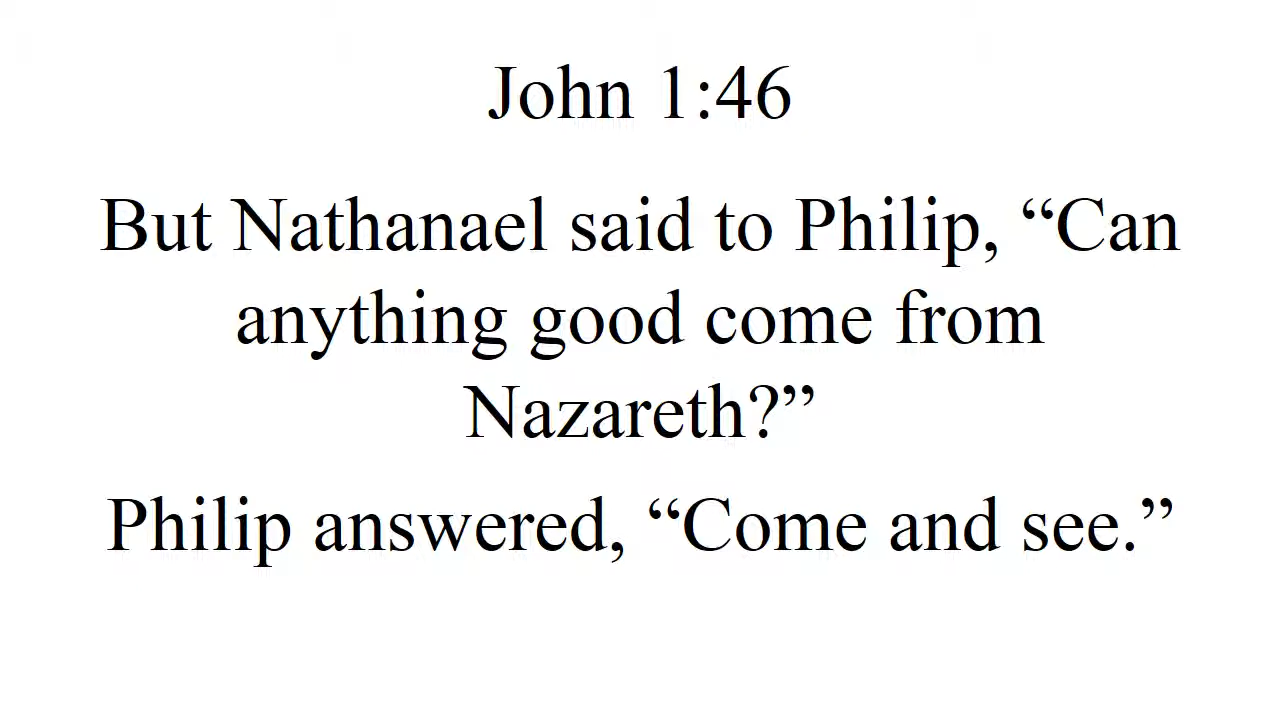 John 1:46
But Nathanael said to Philip, “Can
anything good come from
Nazareth?”
Philip answered, “Come and see.”